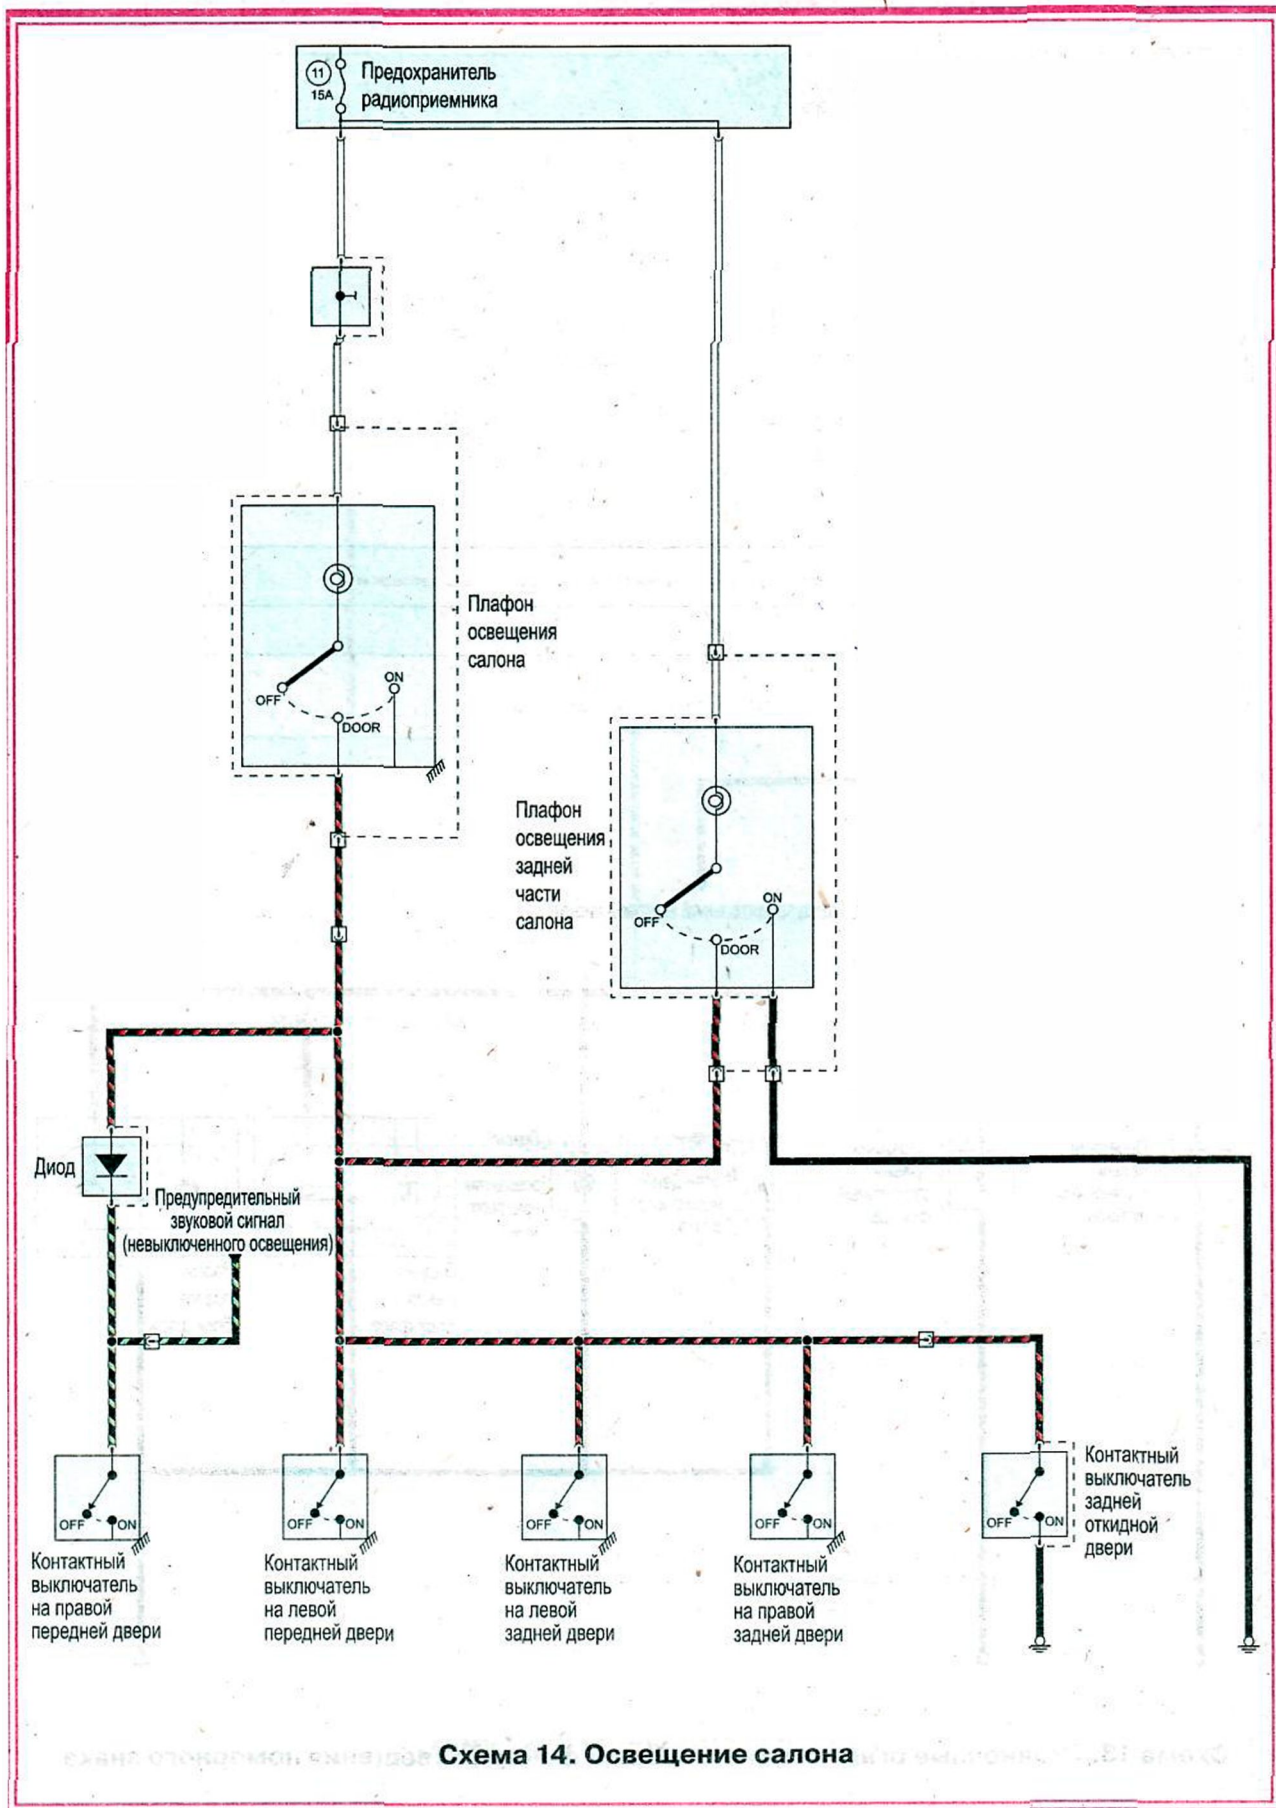 11
15А
Предохранитель
радиоприемника
Плафон
освещения
салона
OFF
ON
DOOR
Плафон
освещения
задней
части
салона
OFF
ON
DOOR
Диод
Предупредительный
звуковой сигнал
(невыключенного освещения)
OFF
ON
OFF
ON
OFF
ON
OFF
ON
OFF
ON
Контактный
выключатель
задней
откидной
двери
Контактный
выключатель
на правой
передней двери
Контактный
выключатель
на левой
передней двери
Контактный
выключатель
на левой
задней двери
Контактный
выключатель
на правой
задней двери
Схема 14. Освещение салона